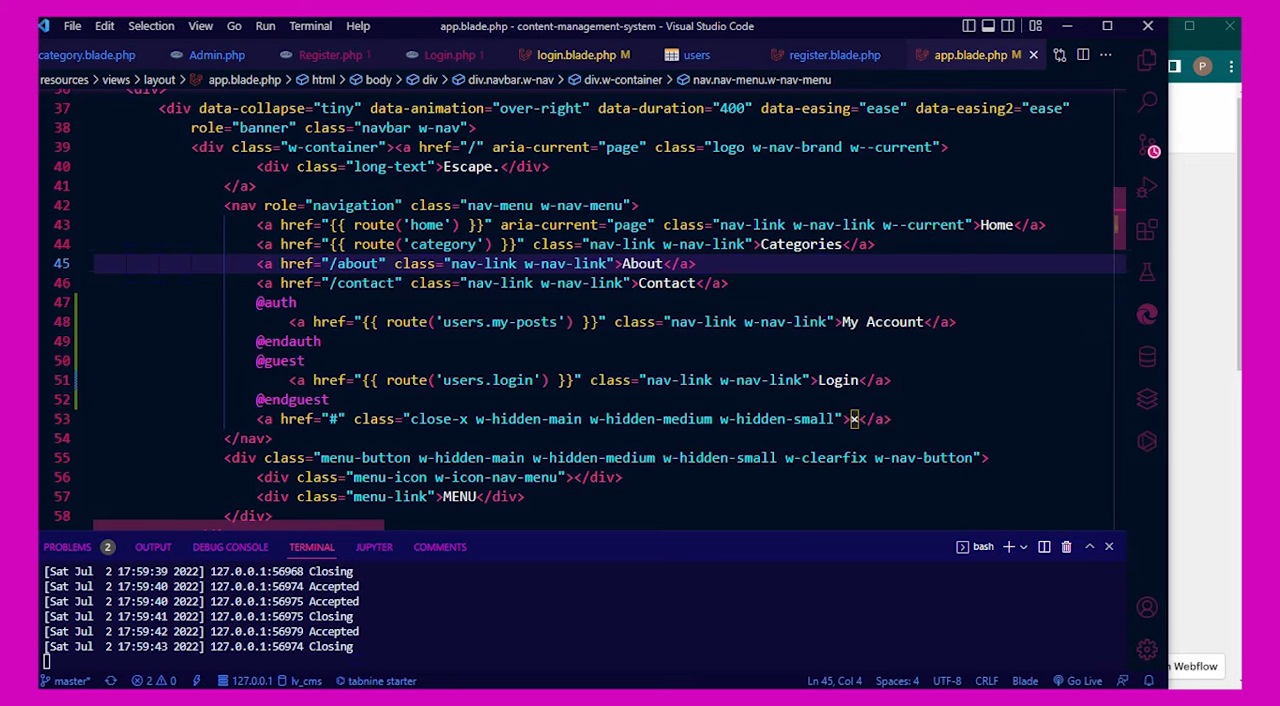 File Edit Selection View Go Run Terminal Help app.blade.php - content-management-system - Visual Studio Code
category.blade.php Admin.php Register.php 1 Login.php 1 login.blade.php M users register.blade.php app.blade.php M
resources > views > layout > app.blade.php > html > body > div > div.navbar.w-nav > div.w-container > nav.nav-menu.w-nav-menu
36 <div>
37 <div data-collapse="tiny" data-animation="over-right" data-duration="400" data-easing="ease" data-easing2="ease"
38 role="banner" class="navbar w-nav">
39 <div class="w-container"><a href="/" aria-current="page" class="logo w-nav-brand w--current">
40 <div class="long-text">Escape.</div>
41 </a>
42 <nav role="navigation" class="nav-menu w-nav-menu">
43 <a href="{{ route('home') }}" aria-current="page" class="nav-link w-nav-link w--current">Home</a>
44 <a href="{{ route('category') }}" class="nav-link w-nav-link">Categories</a>
45 <a href="/about" class="nav-link w-nav-link">About</a>
46 <a href="/contact" class="nav-link w-nav-link">Contact</a>
47 @auth
48 <a href="{{ route('users.my-posts') }}" class="nav-link w-nav-link">My Account</a>
49 @endauth
50 @guest
51 <a href="{{ route('users.login') }}" class="nav-link w-nav-link">Login</a>
52 @endguest
53 <a href="#" class="close-x w-hidden-main w-hidden-medium w-hidden-small">×</a>
54 </nav>
55 <div class="menu-button w-hidden-main w-hidden-medium w-hidden-small w-clearfix w-nav-button">
56 <div class="menu-icon w-icon-nav-menu"></div>
57 <div class="menu-link">MENU</div>
58 </div>
PROBLEMS 2 OUTPUT DEBUG CONSOLE TERMINAL JUPYTER COMMENTS bash
[Sat Jul 2 17:59:39 2022] 127.0.0.1:56968 Closing
[Sat Jul 2 17:59:40 2022] 127.0.0.1:56974 Accepted
[Sat Jul 2 17:59:40 2022] 127.0.0.1:56975 Accepted
[Sat Jul 2 17:59:41 2022] 127.0.0.1:56975 Closing
[Sat Jul 2 17:59:42 2022] 127.0.0.1:56979 Accepted
[Sat Jul 2 17:59:43 2022] 127.0.0.1:56974 Closing
master* 2 0 127.0.0.1 lv_cms tabnine starter Ln 45, Col 4 Spaces: 4 UTF-8 CRLF Blade Go Live
P
Webflow